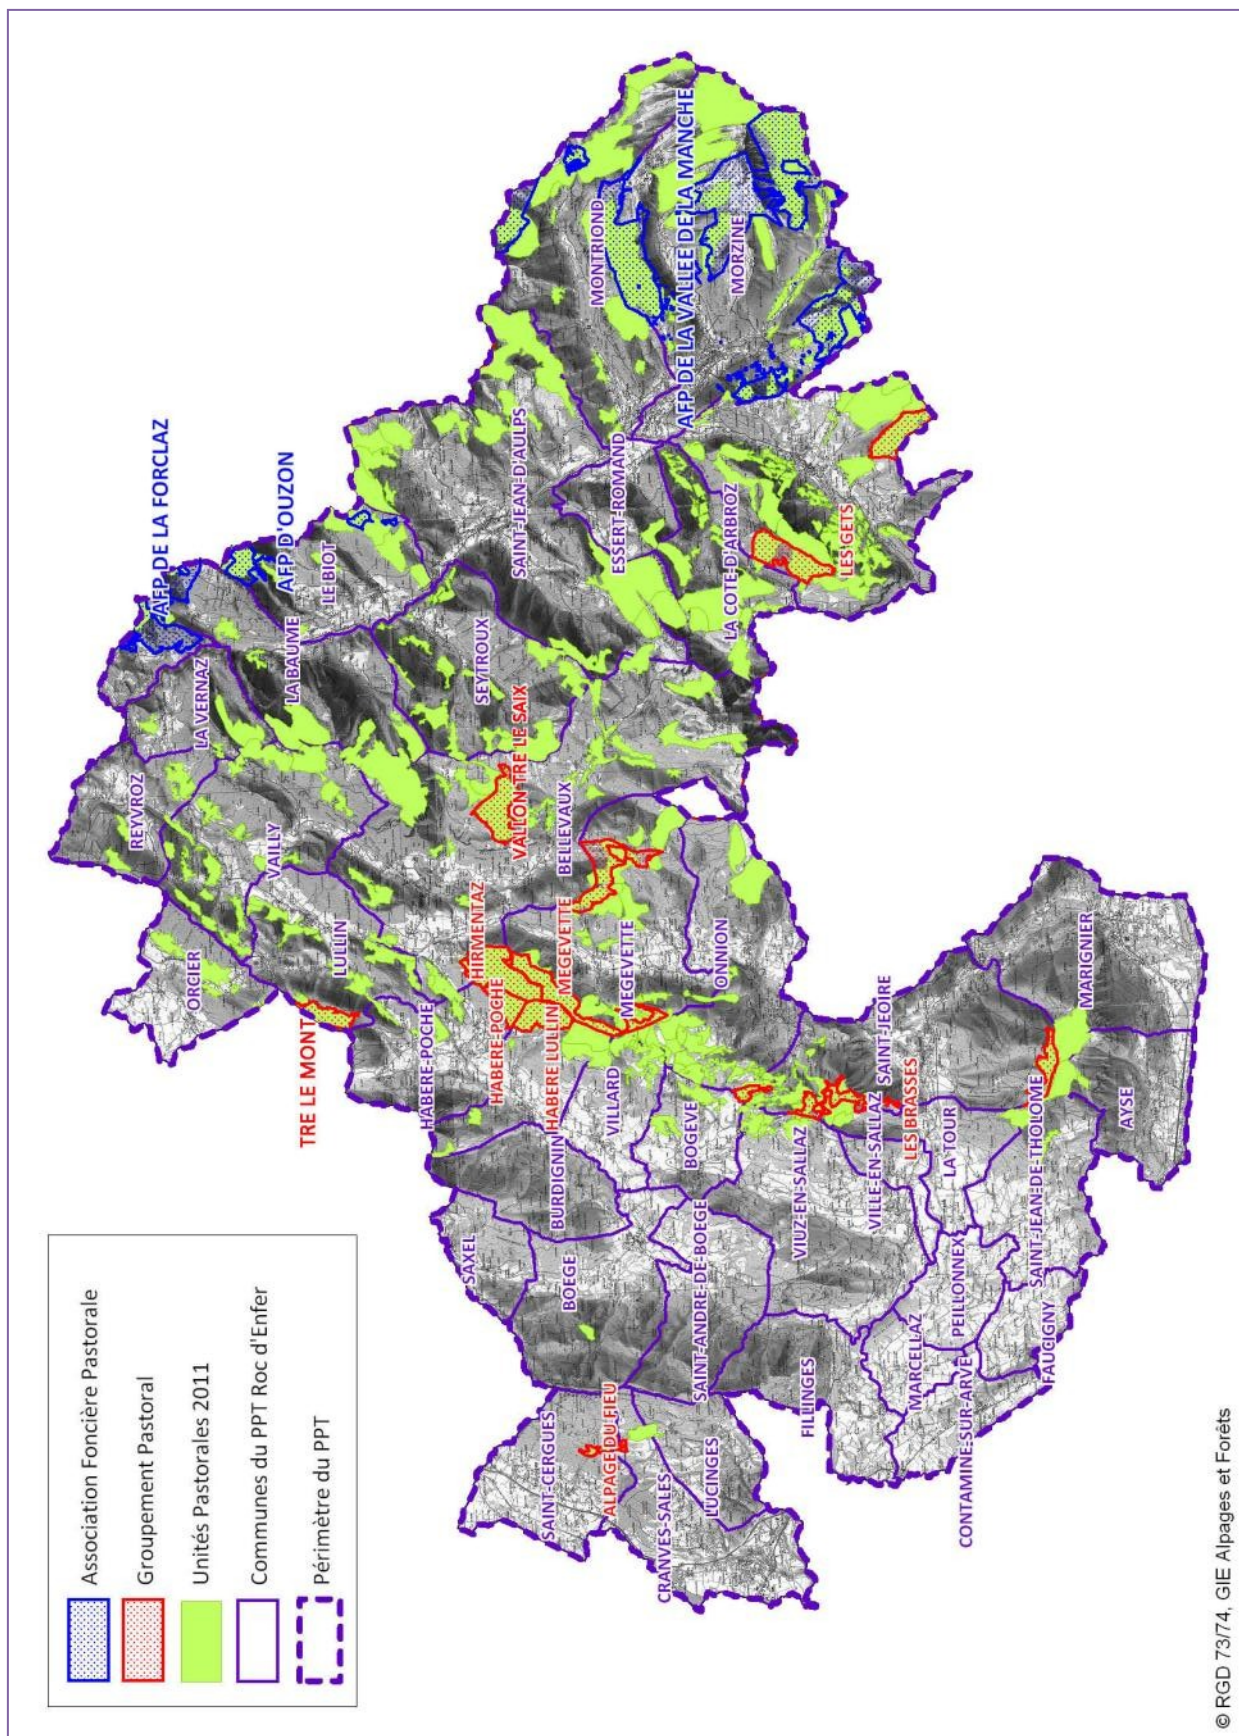 Association Foncière Pastorale
Groupement Pastoral
Unités Pastorales 2011
Communes du PPT Roc d'Enfer
Périmètre du PPT
AFP DE LA FORCLAZ
AFP D'OUZON
LE BIOT
LA BAUME
LA VERNAZ
REYVROZ
VAILLY
ORCIER
LULLIN
TRE LE MONT
SEYTROUX
VALLON TRE LE SAIX
BELLEVAUX
HIRMENTAZ
HABERE-POCHE
HABERE-POCHE
HABERE LULLIN
MEGEVETTE
MEGEVETTE
ONNION
SAINT-JEAN-D'AULPS
ESSERT-ROMAND
LA COTE-D'ARBROZ
LES GETS
MONTRIOND
AFP DE LA VALLEE DE LA MANCHE
MORZINE
SAXEL
BOEGE
BURDIGNIN
VILLARD
BOGEVE
SAINT-ANDRE-DE-BOEGE
VIUZ-EN-SALLAZ
VILLE-EN-SALLAZ
SAINT-JEOIRE
LES BRASSES
LA TOUR
SAINT-JEAN-DE-THOLOME
MARIGNIER
AYSE
PEILLONNEX
MARCELLAZ
FAUCIGNY
CONTAMINE-SUR-ARVE
FILLINGES
SAINT-CERGUES
ALPAGE DU FIEU
CRANVES-SALES
LUCINGES
© RGD 73/74, GIE Alpages et Forêts